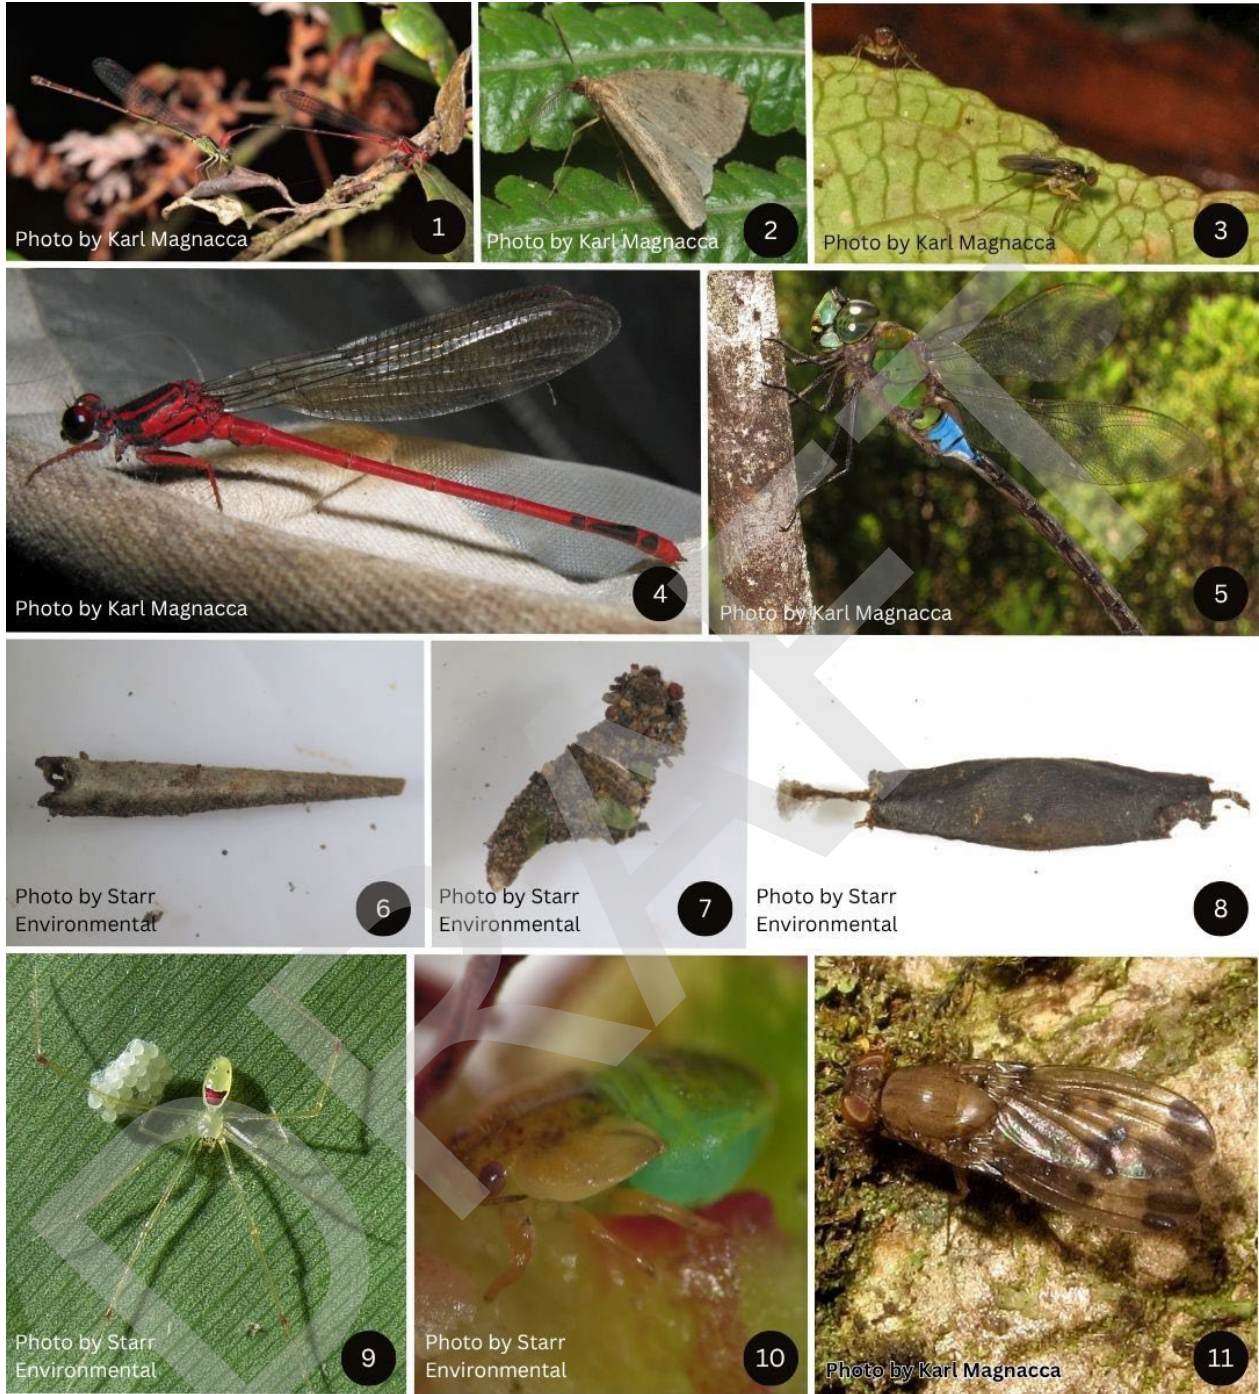 Photo by Karl Magnacca
1
Photo by Karl Magnacca
2
Photo by Karl Magnacca
3
Photo by Karl Magnacca
4
Photo by Karl Magnacca
5
Photo by Starr
Environmental
6
Photo by Starr
Environmental
7
Photo by Starr
Environmental
8
Photo by Starr
Environmental
9
Photo by Starr
Environmental
10
Photo by Karl Magnacca
11
DRAFT